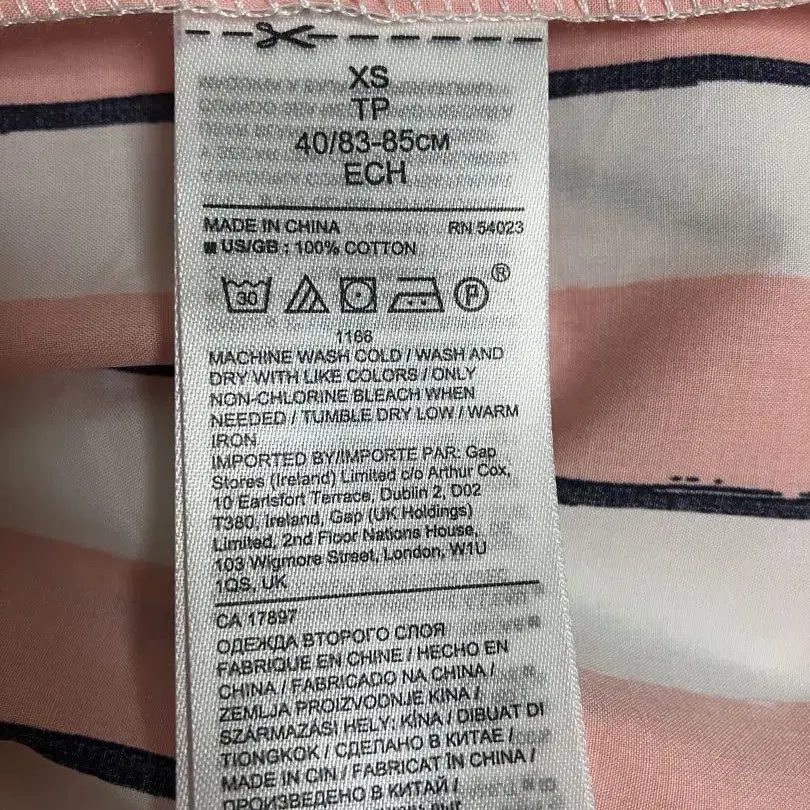 XS
TP
40/83-85CM
ECH
MADE IN CHINA RN 54023
US/GB : 100% COTTON
30 P ®
1166
MACHINE WASH COLD / WASH AND
DRY WITH LIKE COLORS / ONLY
NON-CHLORINE BLEACH WHEN
NEEDED / TUMBLE DRY LOW / WARM
IRON
IMPORTED BY/IMPORTE PAR: Gap
Stores (Ireland) Limited c/o Arthur Cox,
10 Earlsfort Terrace, Dublin 2, D02
T380, Ireland, Gap (UK Holdings)
Limited, 2nd Floor Nations House,
103 Wigmore Street, London, W1U
1QS, UK
CA 17897
ОДЕЖДА ВТОРОГО СЛОЯ
FABRIQUE EN CHINE / HECHO EN
CHINA / FABRICADO NA CHINA /
ZEMLJA PROIZVODNJE KINA /
SZÁRMAZÁSI HELY: KÍNA / DIBUAT DI
TIONGKOK / СДЕЛАНО В КИТАЕ /
MADE IN CIN / FABRICAT ÎN CHINA /
ПРОИЗВЕДЕНО В КИТАЙ /